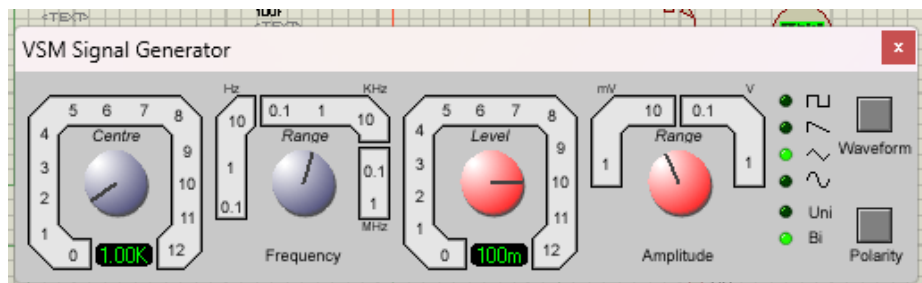 <TEXT>
100F
<TEXT>
VSM Signal Generator
x
0 1 2 3 4 5 6 7 8 9 10 11 12
Centre
1.00K
Hz
KHz
0.1 1 10 0.1 1 10 0.1 1
MHz
Range
Frequency
0 1 2 3 4 5 6 7 8 9 10 11 12
Level
100m
mV
V
1 10 0.1 1
Range
Amplitude
Uni
Bi
Waveform
Polarity